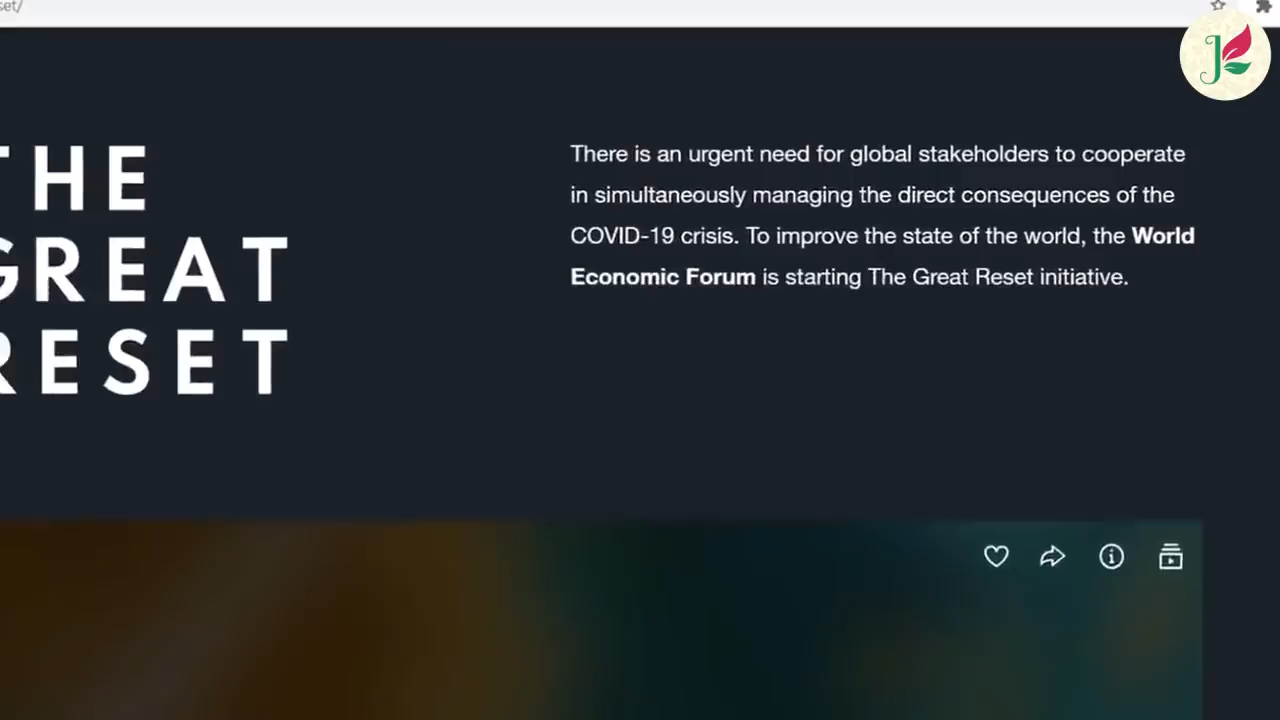 set/
THE
GREAT
RESET
There is an urgent need for global stakeholders to cooperate
in simultaneously managing the direct consequences of the
COVID-19 crisis. To improve the state of the world, the World
Economic Forum is starting The Great Reset initiative.
J